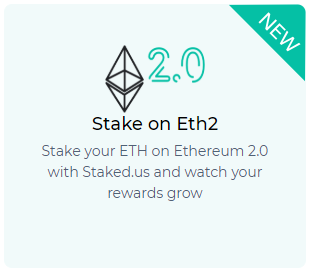 NEW
2.0
Stake on Eth2
Stake your ETH on Ethereum 2.0
with Staked.us and watch your
rewards grow